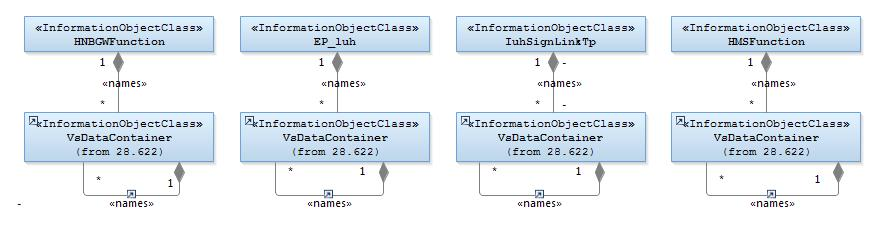 «InformationObjectClass»
HNBGWFunction
1
«names»
*
«InformationObjectClass»
VsDataContainer
(from 28.622)
*
1
«names»
-
«InformationObjectClass»
EP_luh
1
«names»
*
«InformationObjectClass»
VsDataContainer
(from 28.622)
*
1
«names»
«InformationObjectClass»
IuhSignLinkTp
1 -
«names»
* -
«InformationObjectClass»
VsDataContainer
(from 28.622)
*
1
«names»
«InformationObjectClass»
HMSFunction
1
«names»
*
«InformationObjectClass»
VsDataContainer
(from 28.622)
*
1
«names»